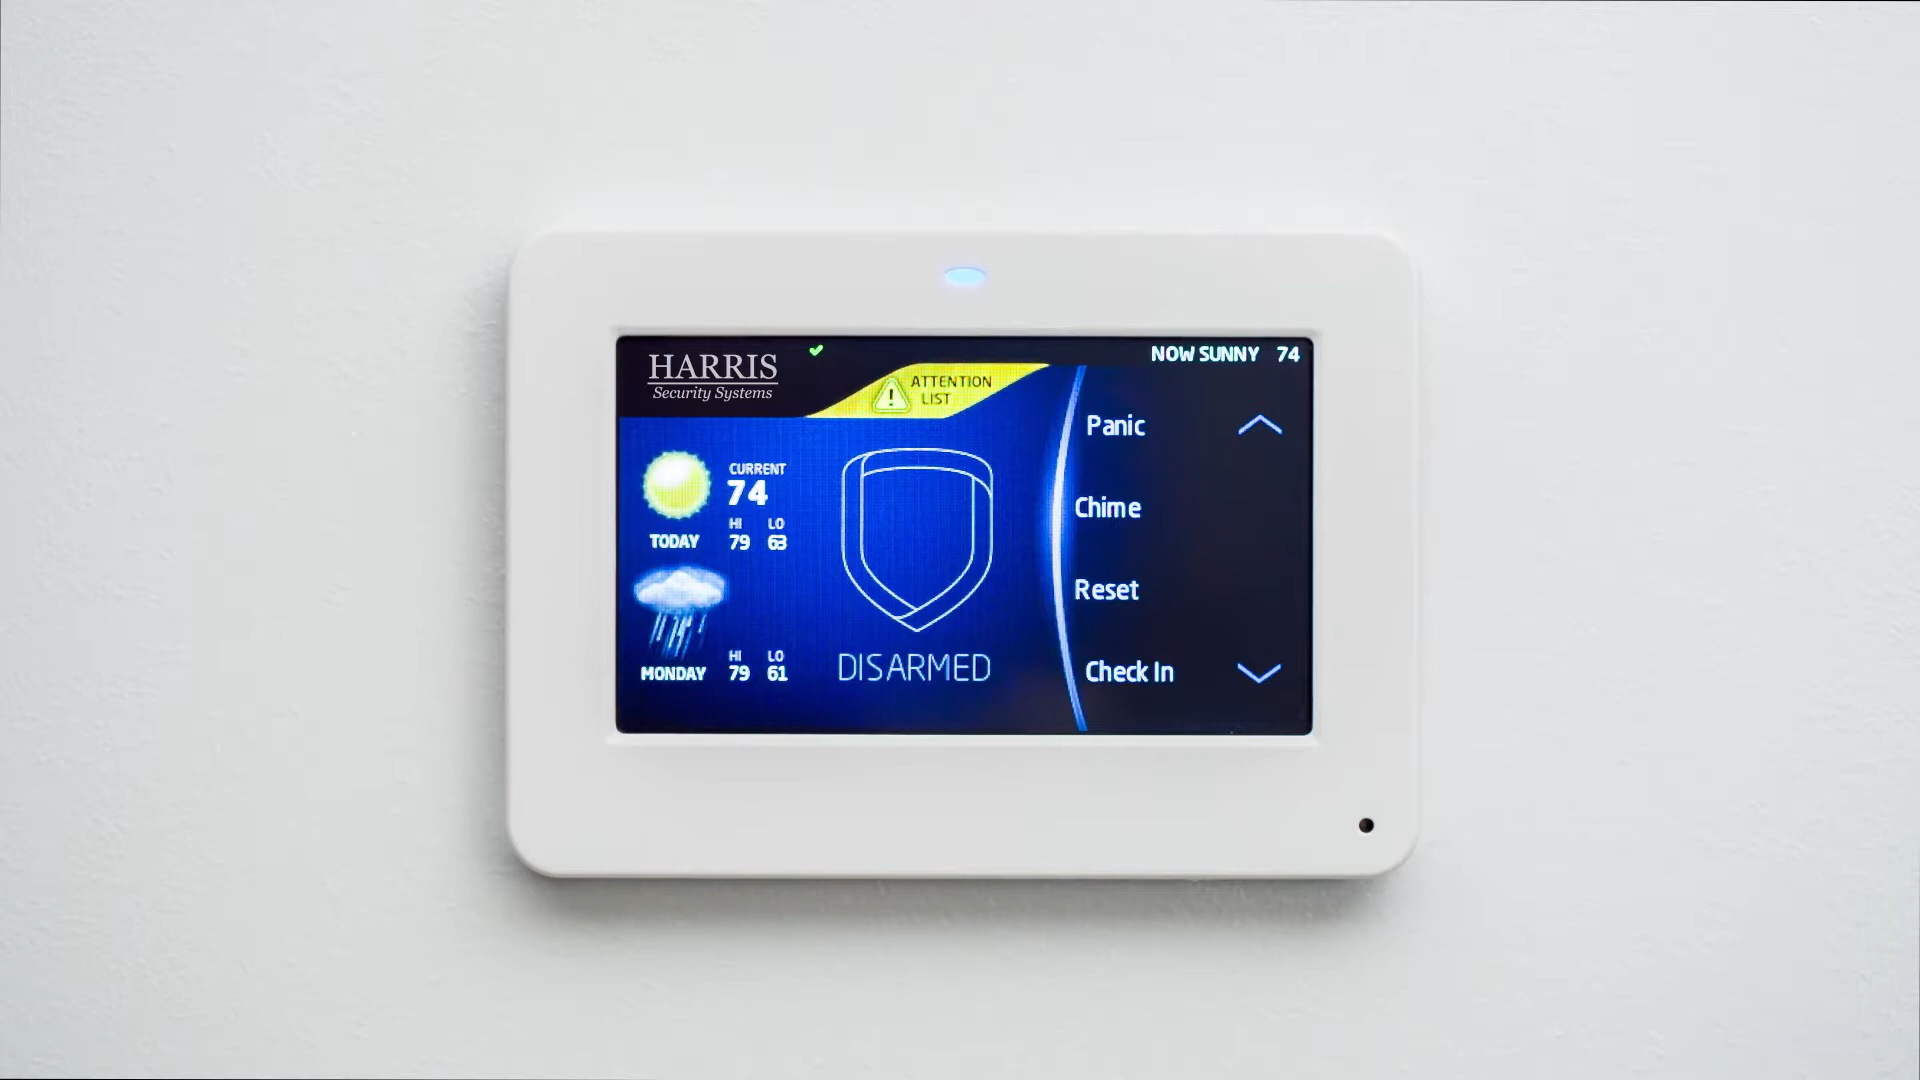 HARRIS
Security Systems
ATTENTION
LIST
NOW SUNNY 74
CURRENT
74
HI LO
79 63
TODAY
HI LO
MONDAY 79 61
DISARMED
Panic
Chime
Reset
Check In